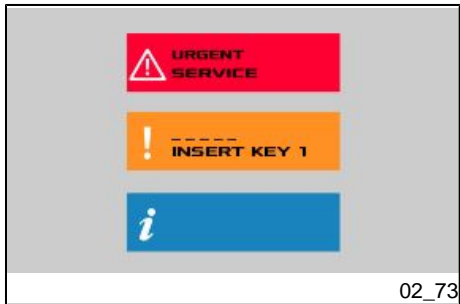 URGENT
SERVICE
_ _ _ _ _
INSERT KEY 1
02_73